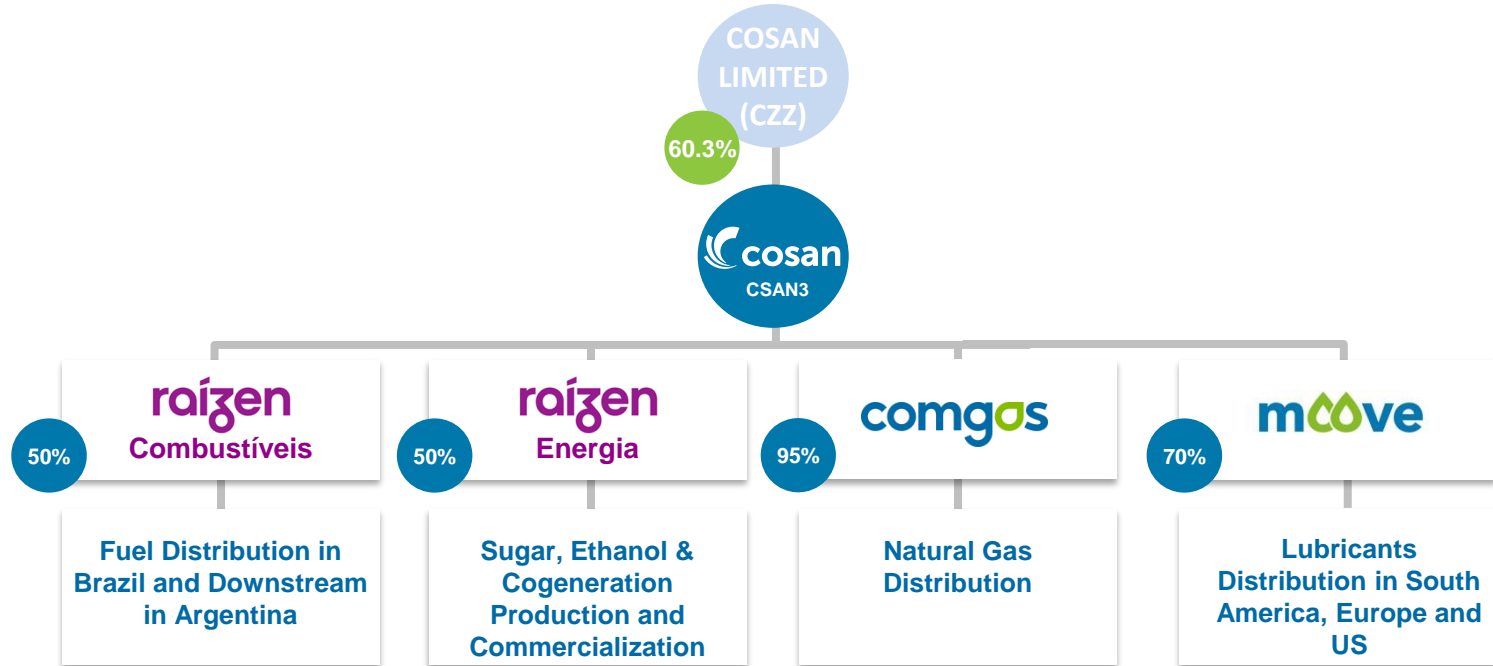 COSAN
LIMITED
(CZZ)
60.3%
cosan
CSAN3
raízen
Combustíveis
50%
raízen
Energia
50%
comgas
95%
moove
70%
Fuel Distribution in
Brazil and Downstream
in Argentina
Sugar, Ethanol &
Cogeneration
Production and
Commercialization
Natural Gas
Distribution
Lubricants
Distribution in South
America, Europe and
US